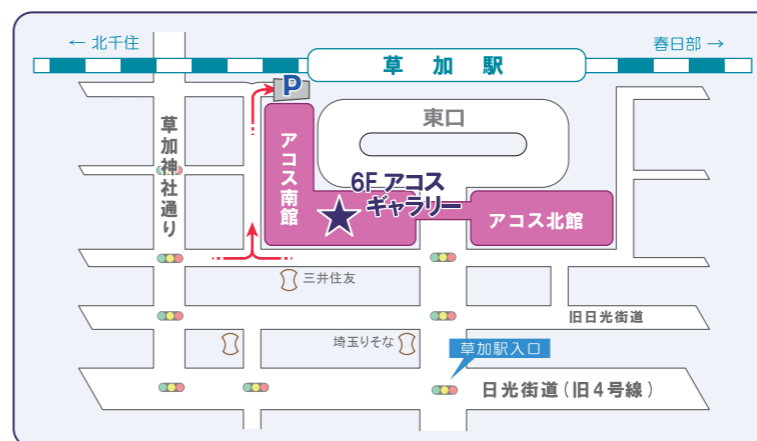 ← 北千住
春日部 →
草加駅
P
東口
草加神社通り
アコス南館
6F アコス
ギャラリー
アコス北館
三井住友
旧日光街道
埼玉りそな
草加駅入口
日光街道（旧4号線）